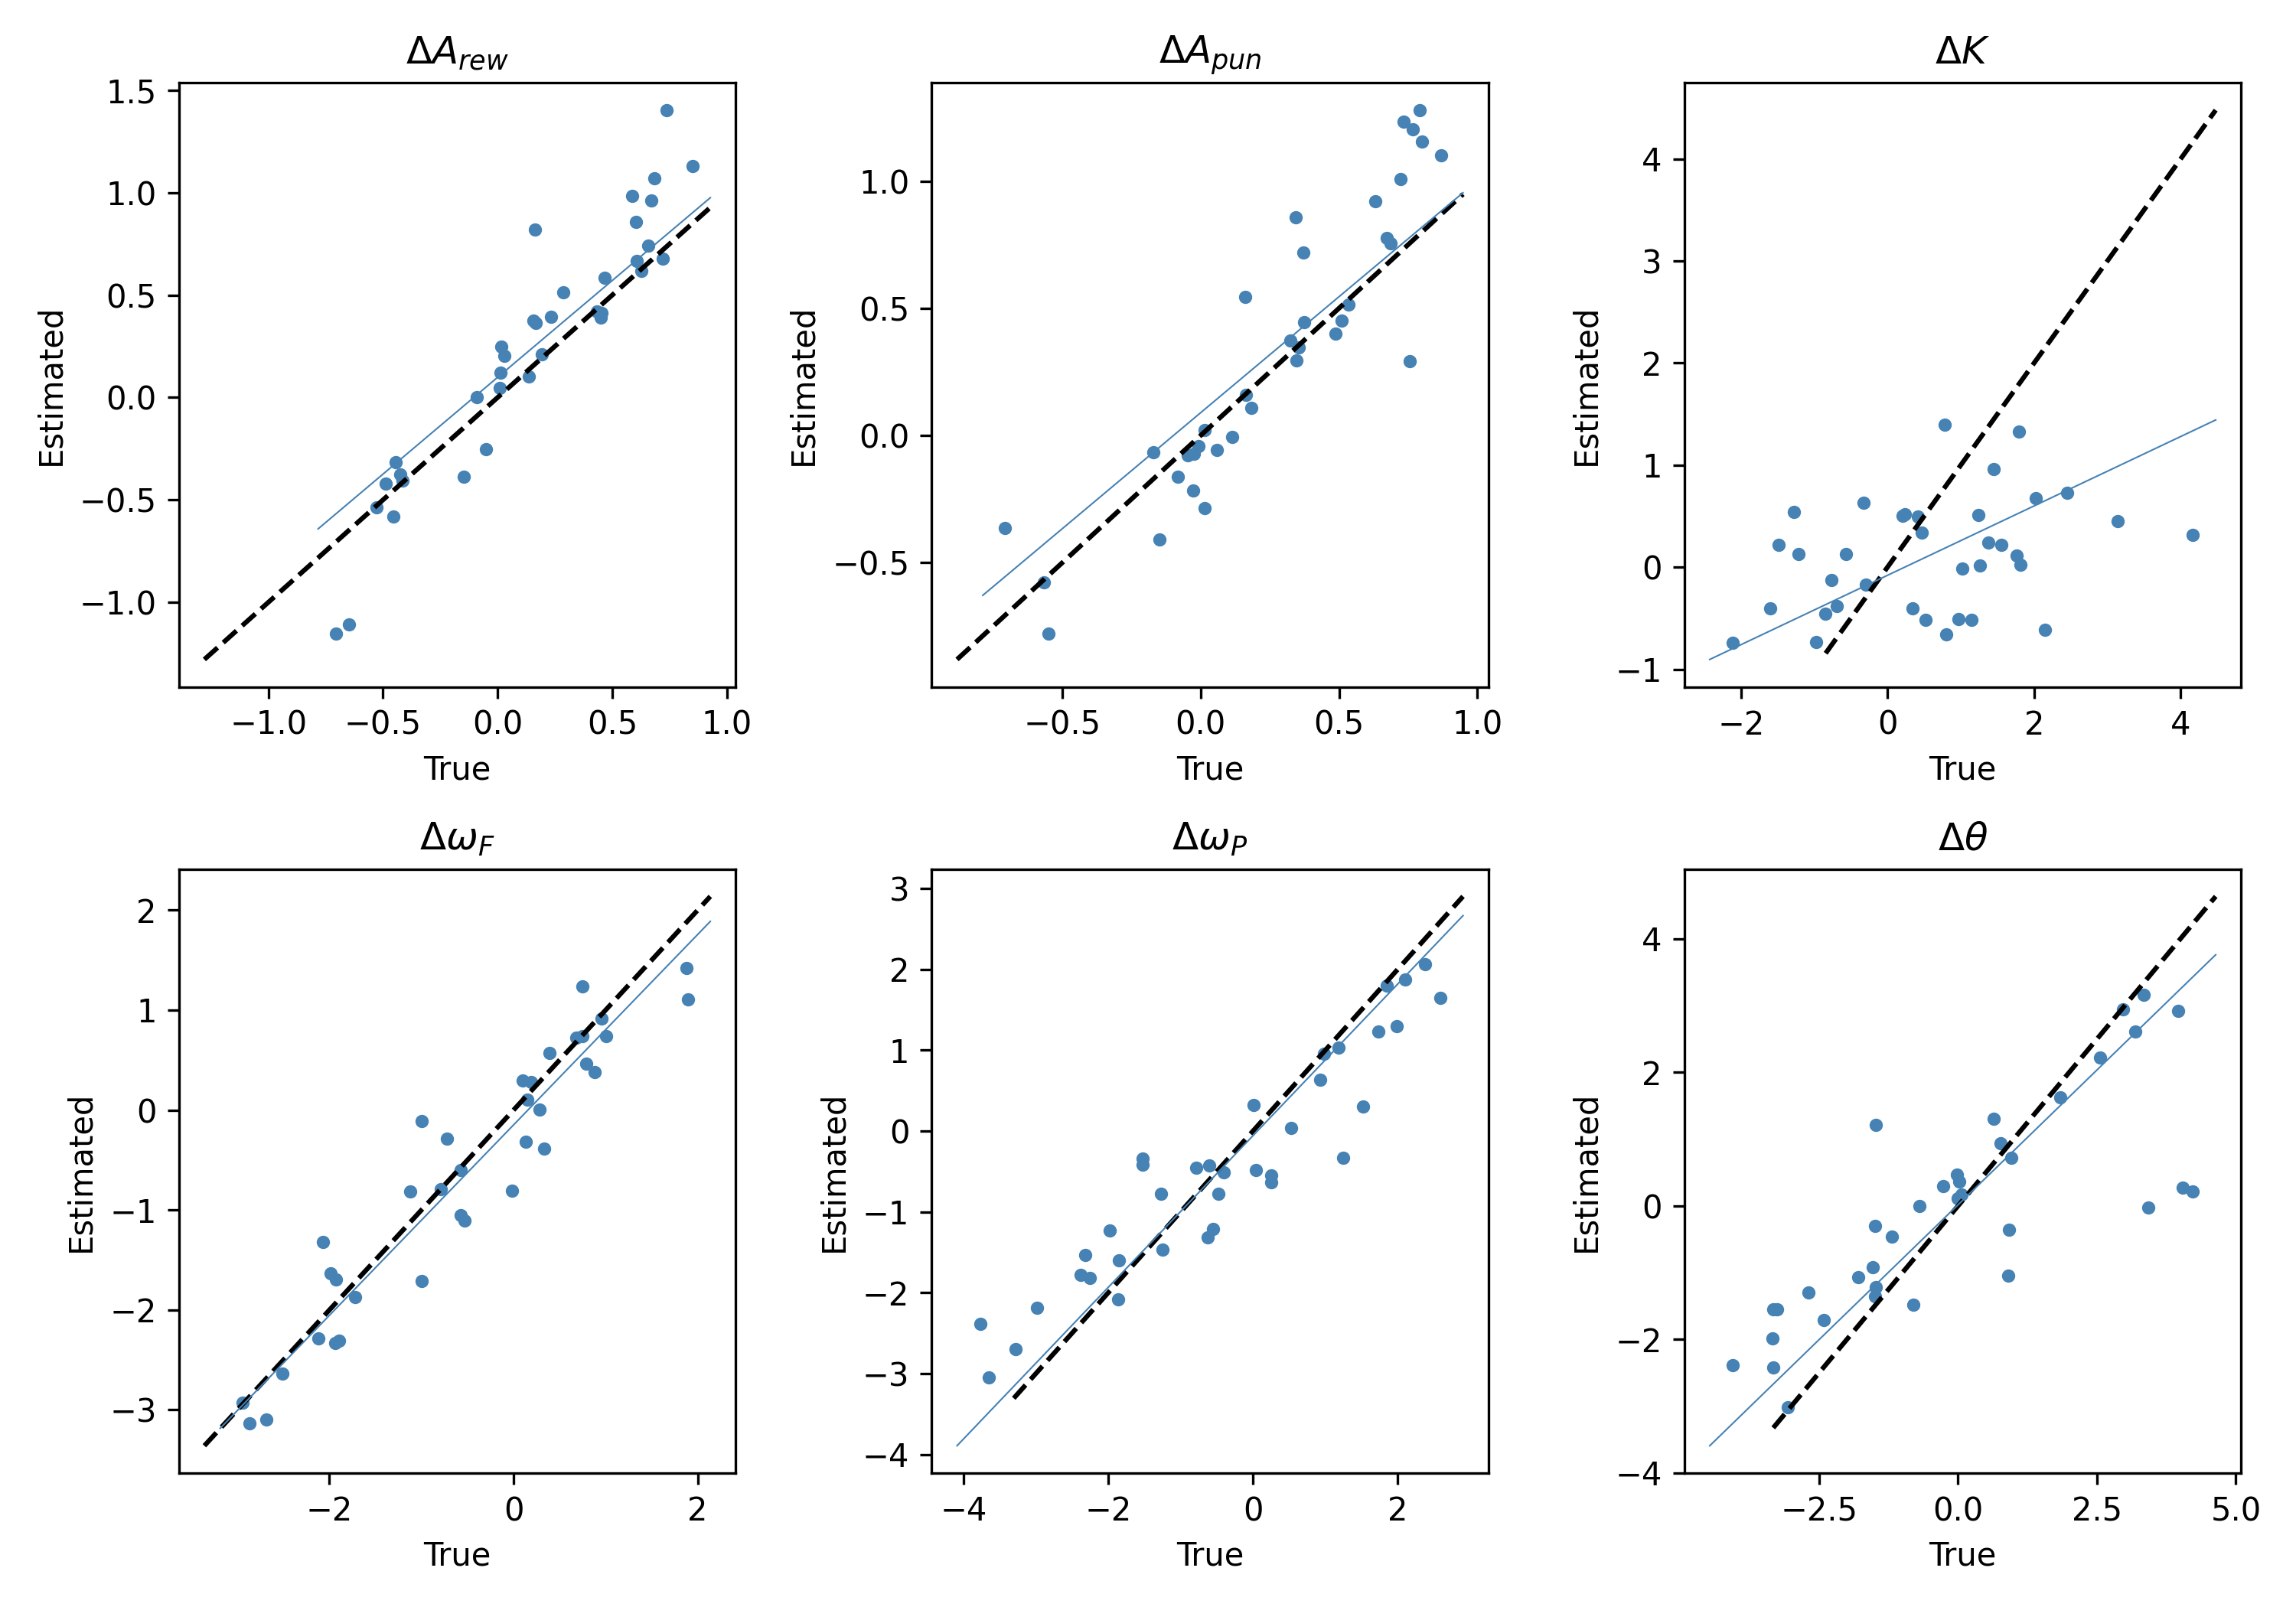 ΔA_rew
1.5
1.0
0.5
0.0
−0.5
−1.0
Estimated
−1.0 −0.5 0.0 0.5 1.0
True
ΔA_pun
1.0
0.5
0.0
−0.5
Estimated
−0.5 0.0 0.5 1.0
True
ΔK
4
3
2
1
0
−1
Estimated
−2 0 2 4
True
Δω_F
2
1
0
−1
−2
−3
Estimated
−2 0 2
True
Δω_P
3
2
1
0
−1
−2
−3
−4
Estimated
−4 −2 0 2
True
Δθ
4
2
0
−2
−4
Estimated
−2.5 0.0 2.5 5.0
True